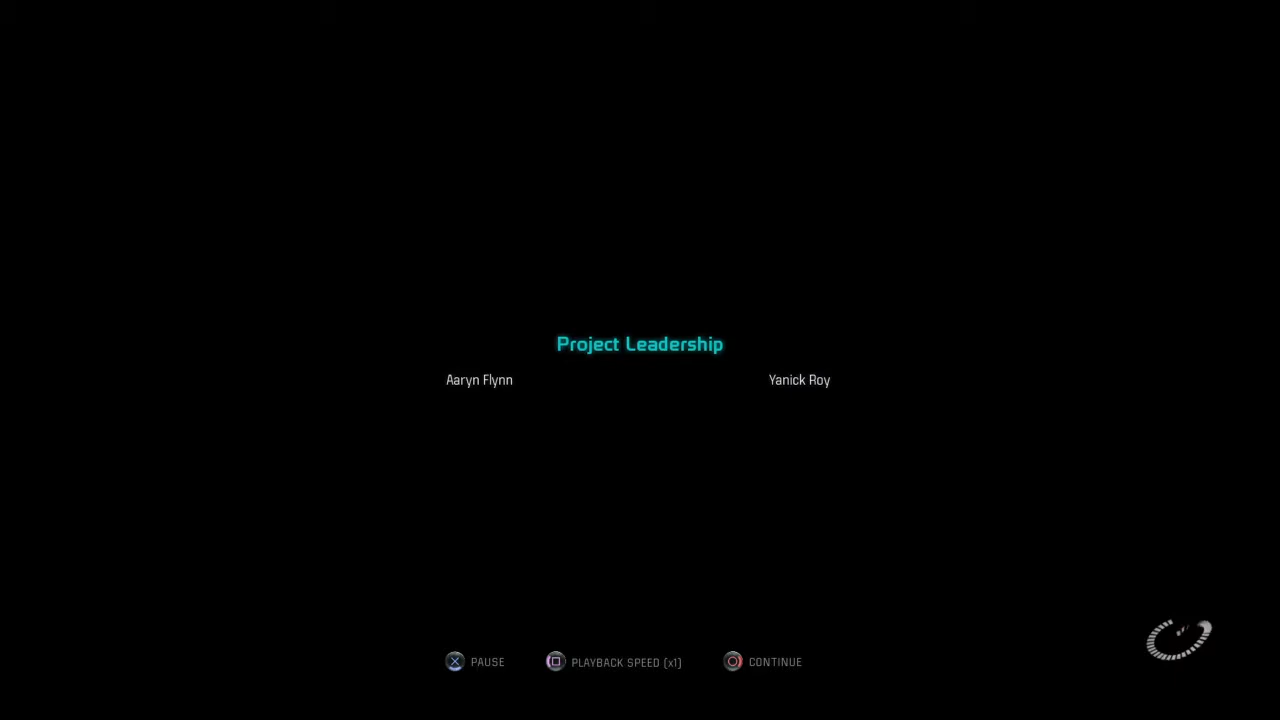 Project Leadership
Aaryn Flynn Yanick Roy
PAUSE PLAYBACK SPEED (x1) CONTINUE